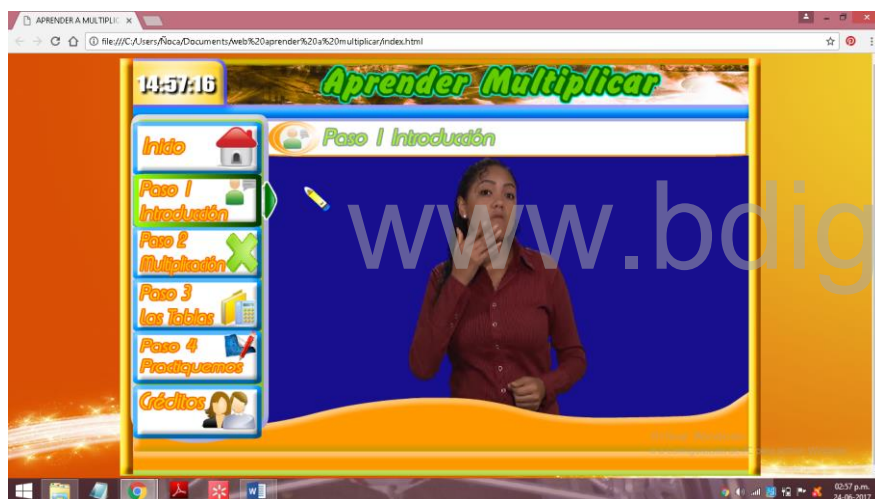 APRENDER A MULTIPLIC
file:///C:/Users/Ñoca/Documents/web%20aprender%20a%20multiplicar/index.html
14:57:16
Aprender Multiplicar
Inicio
Paso 1 Introducción
Paso 1
Introducción
Paso 2
Multiplicación
Paso 3
las Tablas
Paso 4
Practiquemos
Créditos
www.bdig
02:57 p.m.
24-06-2017